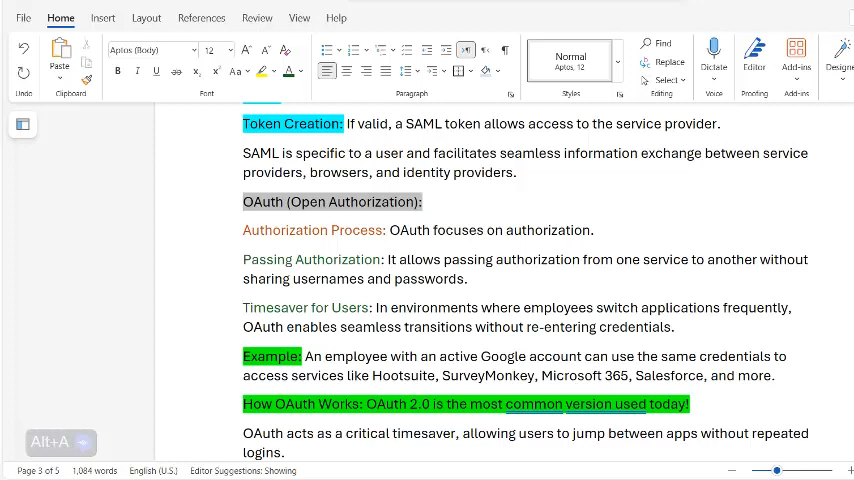 File Home Insert Layout References Review View Help
Aptos (Body) 12 Find
Paste Normal Replace
B I U ab x₂ x² Aa A Aptos, 12 Select Dictate Editor Add-ins
Undo Clipboard Font Paragraph Styles Editing Voice Proofing Add-ins
Token Creation: If valid, a SAML token allows access to the service provider.
SAML is specific to a user and facilitates seamless information exchange between service
providers, browsers, and identity providers.
OAuth (Open Authorization):
Authorization Process: OAuth focuses on authorization.
Passing Authorization: It allows passing authorization from one service to another without
sharing usernames and passwords.
Timesaver for Users: In environments where employees switch applications frequently,
OAuth enables seamless transitions without re-entering credentials.
Example: An employee with an active Google account can use the same credentials to
access services like Hootsuite, SurveyMonkey, Microsoft 365, Salesforce, and more.
How OAuth Works: OAuth 2.0 is the most common version used today!
OAuth acts as a critical timesaver, allowing users to jump between apps without repeated
logins.
Alt+A
Page 3 of 5 1,084 words English (U.S.) Editor Suggestions: Showing